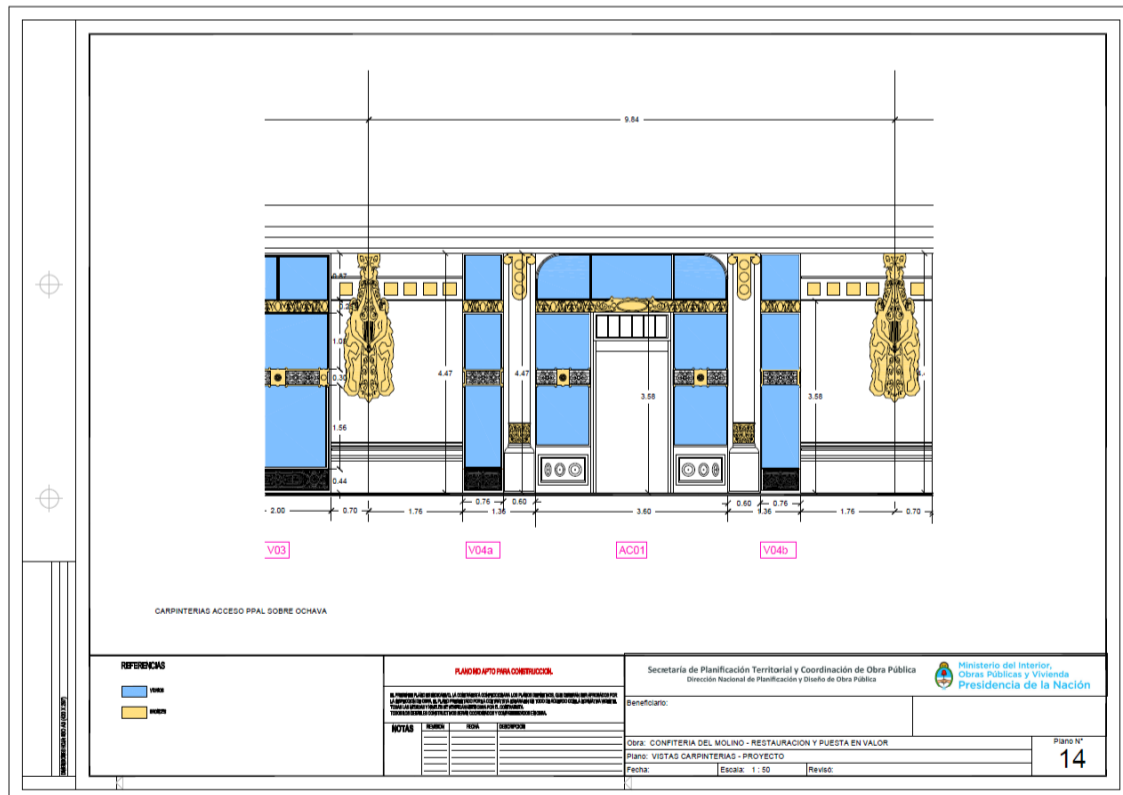 9.84
0.87
1.08
0.30
1.56
0.44
4.47
4.47
3.58
3.58
0.76
0.60
0.60
0.76
2.00
0.70
1.76
1.36
3.60
1.36
1.76
0.70
V03
V04a
AC01
V04b
CARPINTERIAS ACCESO PPAL SOBRE OCHAVA
REFERENCIAS
PLANO NO APTO PARA CONSTRUCCION.
NOTAS
REVISION
FECHA
DESCRIPCION
Secretaría de Planificación Territorial y Coordinación de Obra Pública
Dirección Nacional de Planificación y Diseño de Obra Pública
Ministerio del Interior,
Obras Públicas y Vivienda
Presidencia de la Nación
Beneficiario:
Obra: CONFITERIA DEL MOLINO - RESTAURACION Y PUESTA EN VALOR
Plano: VISTAS CARPINTERIAS - PROYECTO
Fecha:
Escala: 1 : 50
Revisó:
Plano N°
14